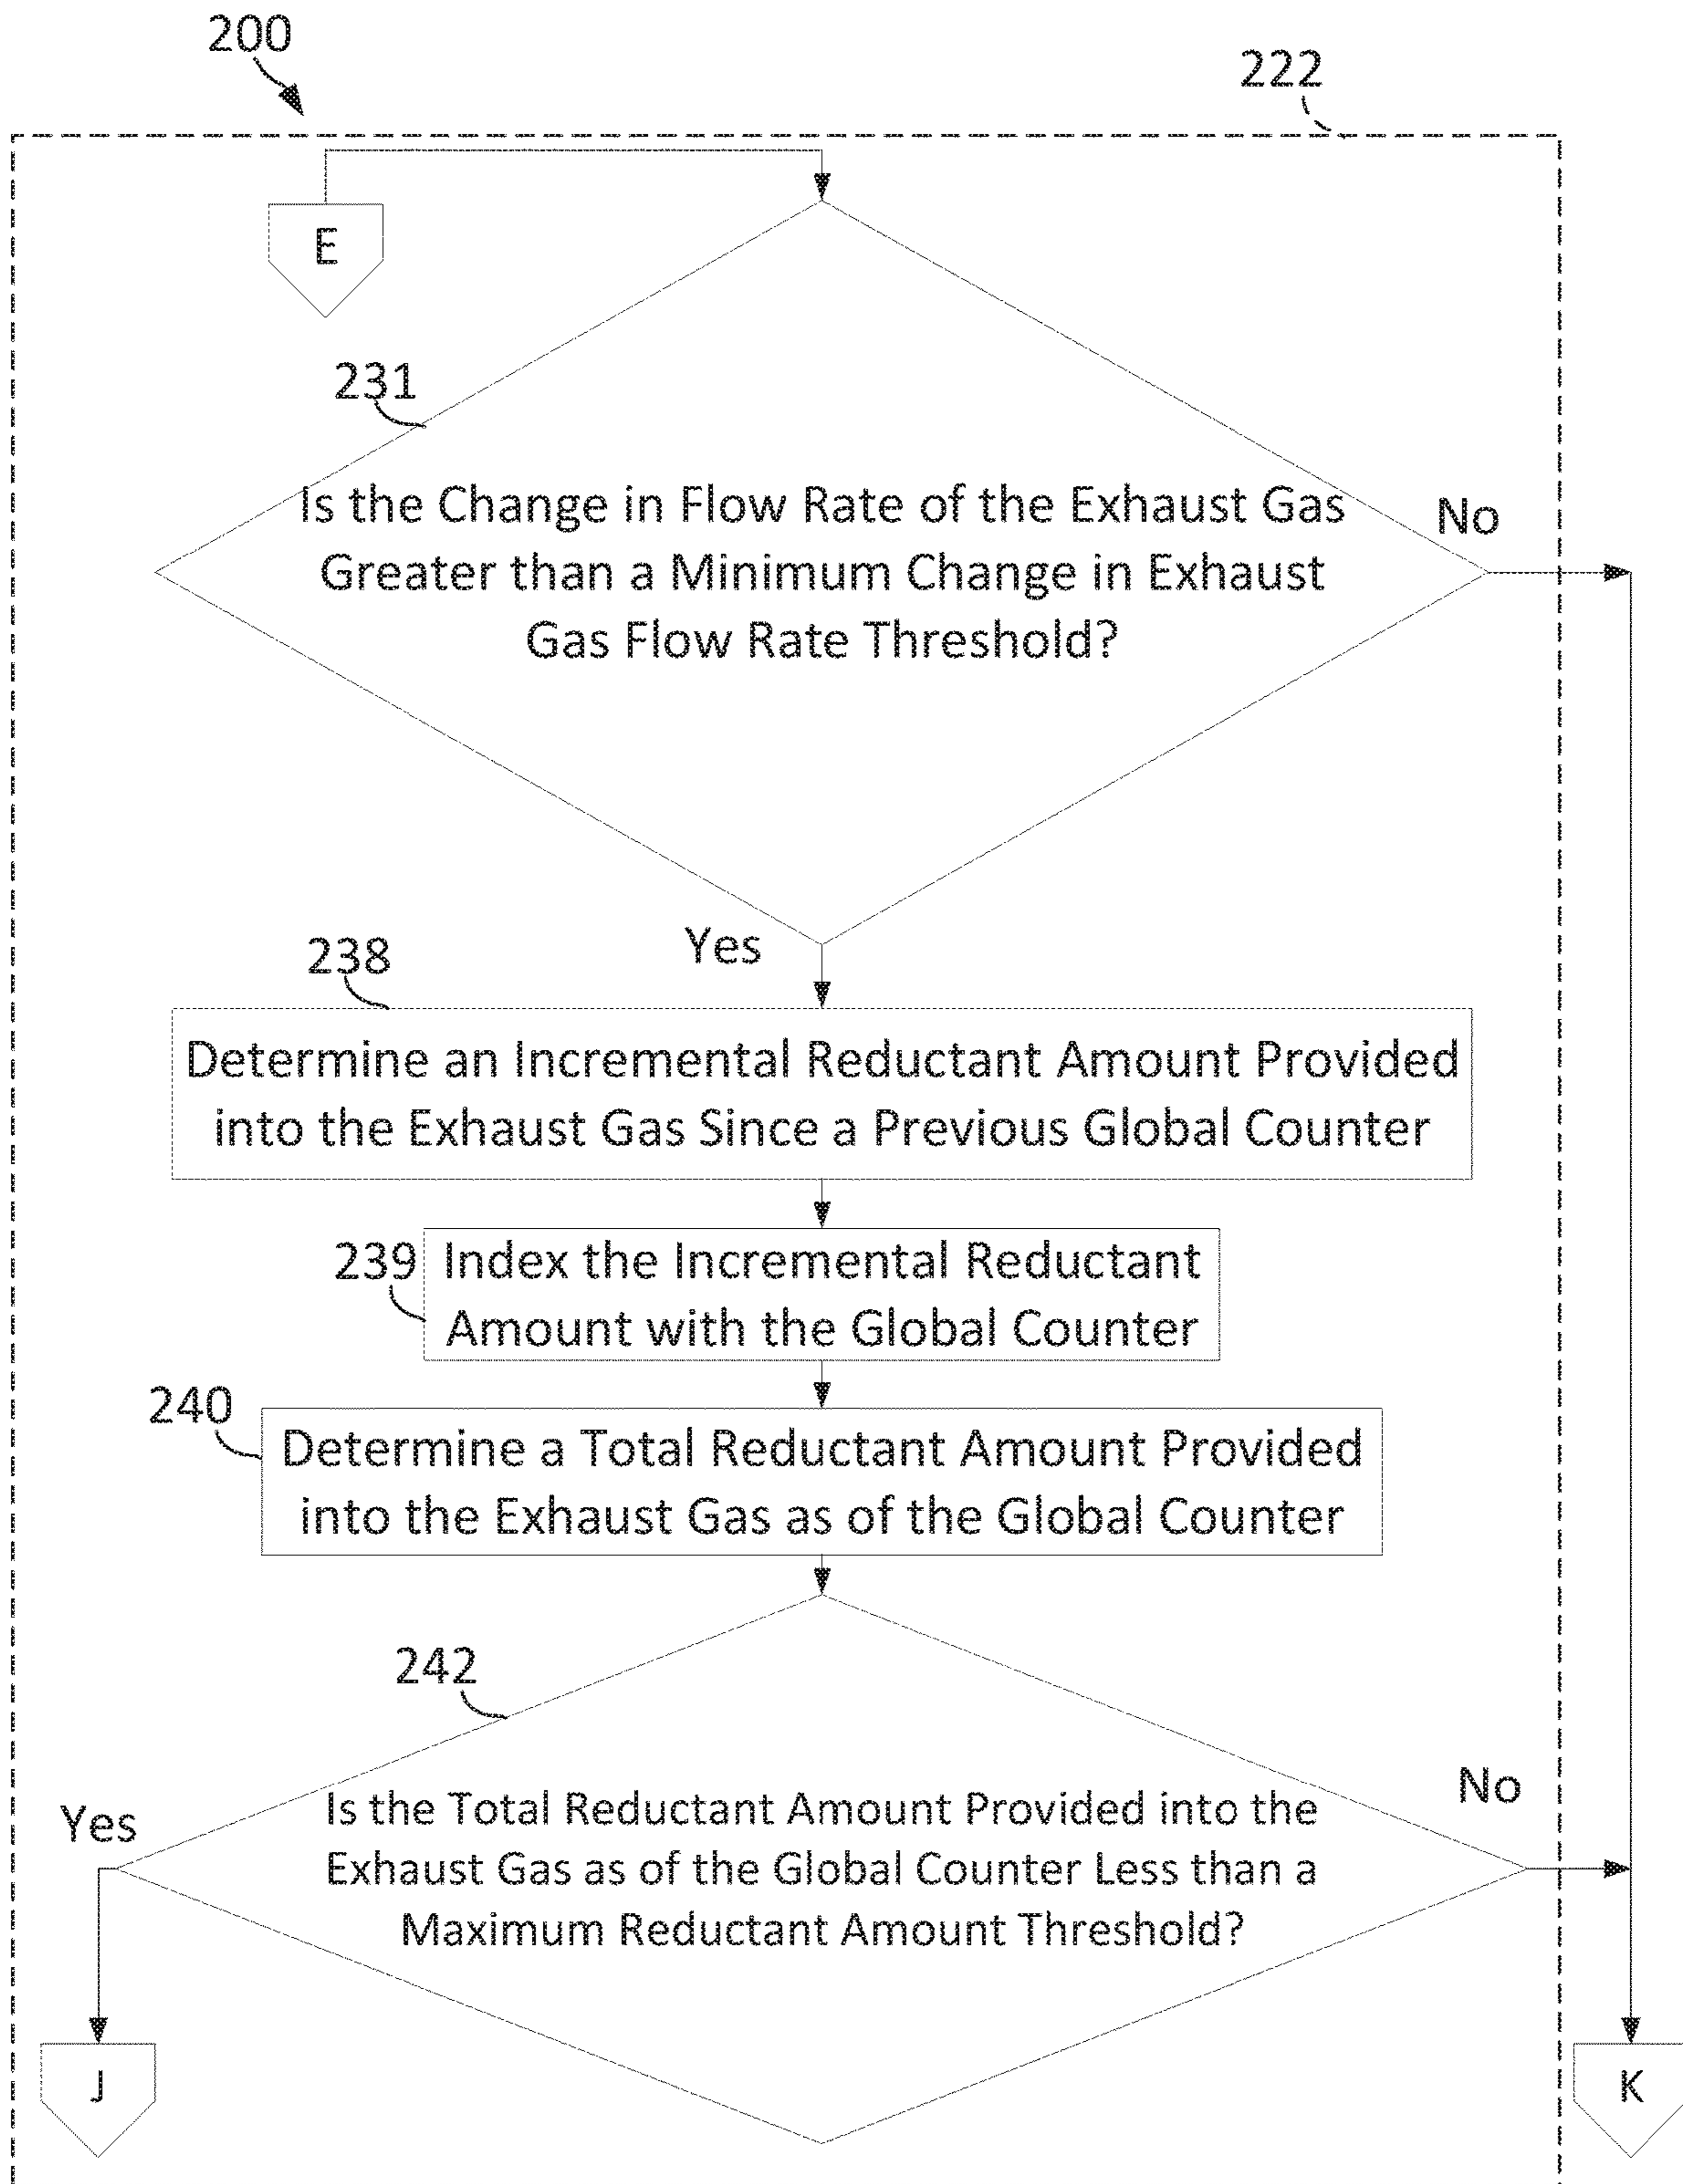 200
222
E
231
Is the Change in Flow Rate of the Exhaust Gas
Greater than a Minimum Change in Exhaust
Gas Flow Rate Threshold?
No
Yes
238
Determine an Incremental Reductant Amount Provided
into the Exhaust Gas Since a Previous Global Counter
239
Index the Incremental Reductant
Amount with the Global Counter
240
Determine a Total Reductant Amount Provided
into the Exhaust Gas as of the Global Counter
242
Is the Total Reductant Amount Provided into the
Exhaust Gas as of the Global Counter Less than a
Maximum Reductant Amount Threshold?
Yes
No
J
K